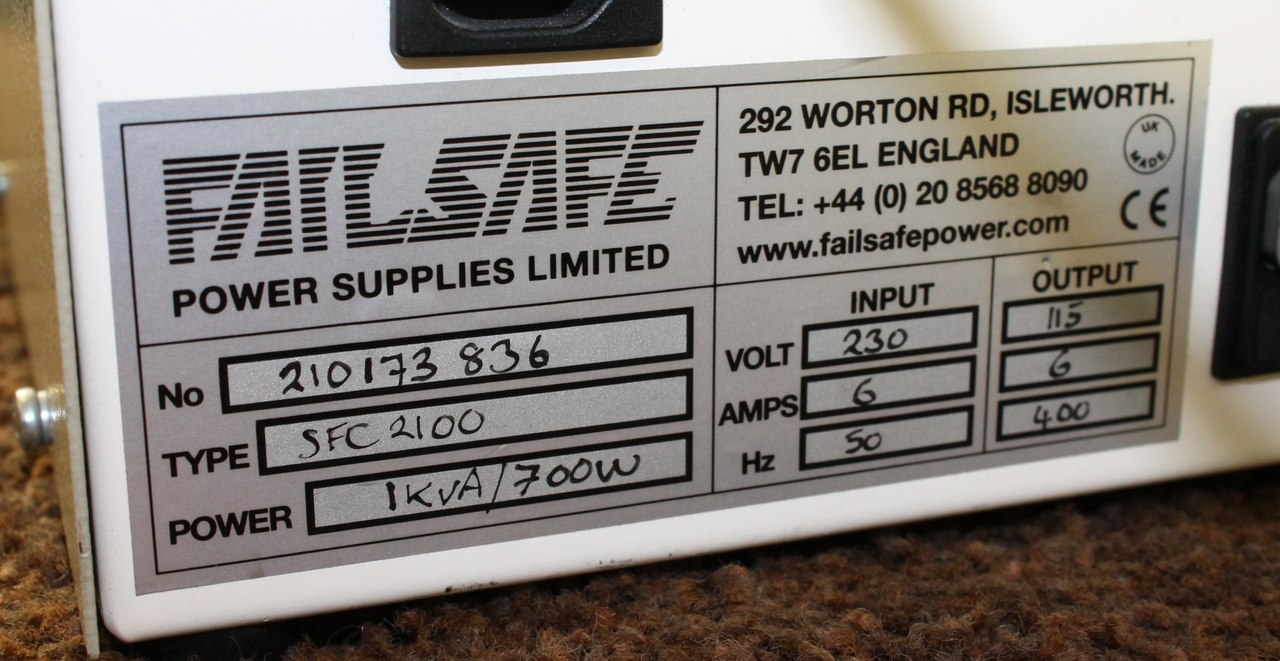 FAILSAFE
POWER SUPPLIES LIMITED
292 WORTON RD, ISLEWORTH.
TW7 6EL ENGLAND
TEL: +44 (0) 20 8568 8090
www.failsafepower.com
UK
MADE
CE
No 210173 836
TYPE SFC 2100
POWER 1KVA/700W
INPUT OUTPUT
VOLT 230 115
AMPS 6 6
Hz 50 400